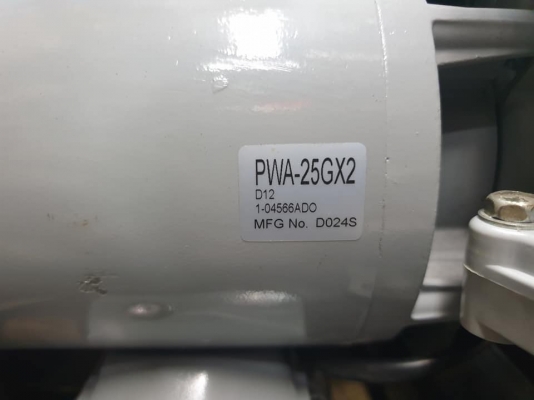 PWA-25GX2
D12
1-04566ADO
MFG No. D024S